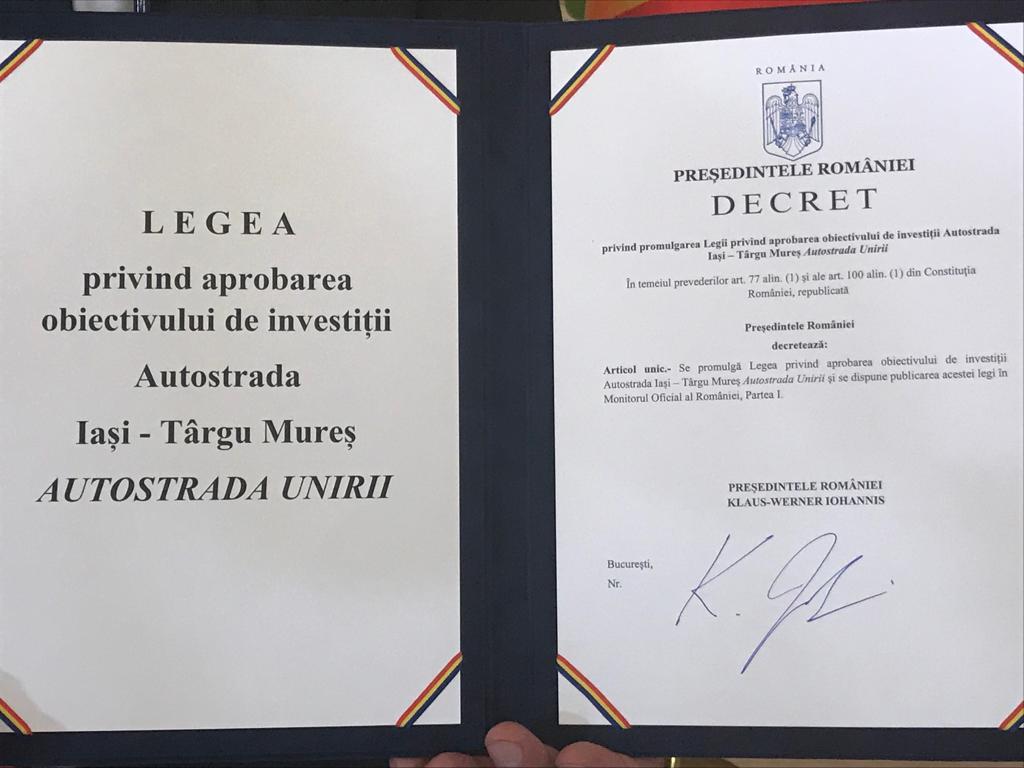 LEGEA
privind aprobarea
obiectivului de investiții
Autostrada
Iași - Târgu Mureș
AUTOSTRADA UNIRII
ROMÂNIA
PREȘEDINTELE ROMÂNIEI
DECRET
privind promulgarea Legii privind aprobarea obiectivului de investiții Autostrada
Iași – Târgu Mureș Autostrada Unirii
În temeiul prevederilor art. 77 alin. (1) și ale art. 100 alin. (1) din Constituția
României, republicată
Președintele României
decretează:
Articol unic.- Se promulgă Legea privind aprobarea obiectivului de investiții
Autostrada Iași – Târgu Mureș Autostrada Unirii și se dispune publicarea acestei legi în
Monitorul Oficial al României, Partea I.
PREȘEDINTELE ROMÂNIEI
KLAUS-WERNER IOHANNIS
București,
Nr.